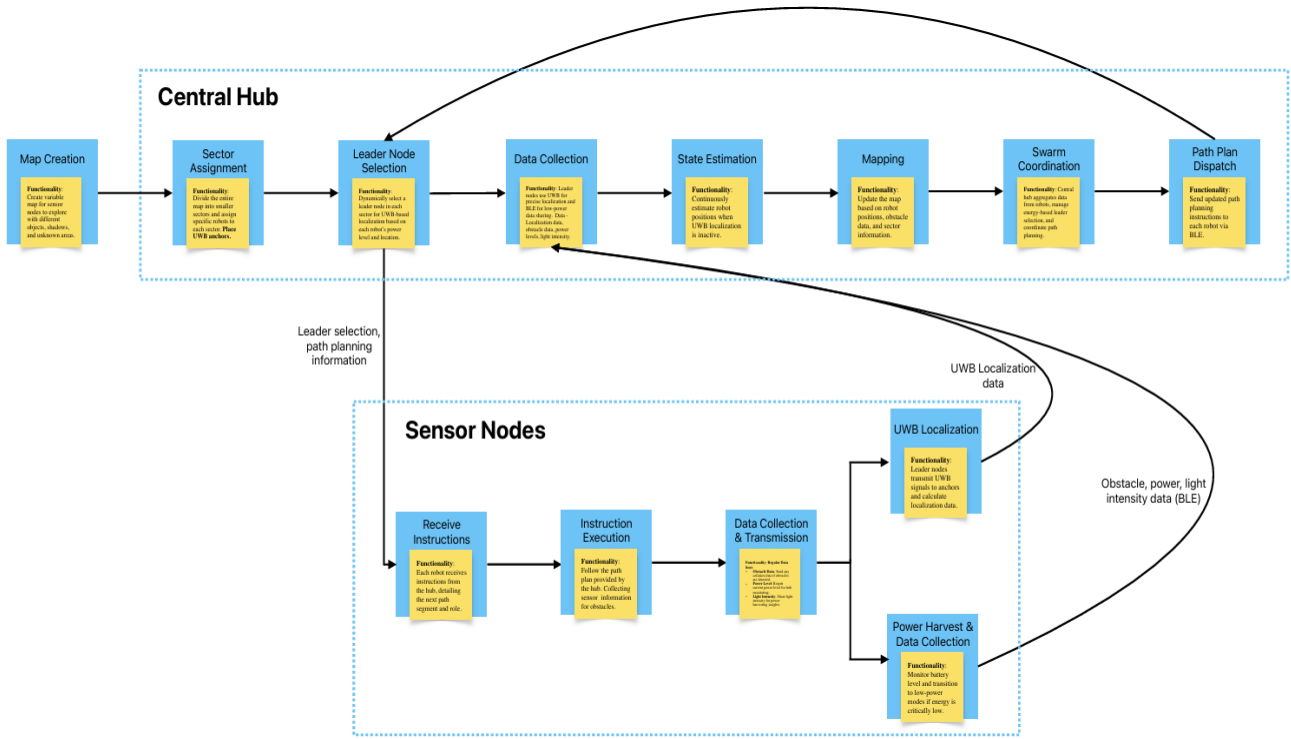 Central Hub
Map Creation
Functionality:
Create variable
map for sensor
nodes to explore
with different
objects, shadows,
and unknown areas.
Sector
Assignment
Functionality:
Divide the entire
map into smaller
sectors and assign
specific robots to
each sector. Place
UWB anchors.
Leader Node
Selection
Functionality:
Dynamically select a
leader node in each
sector for UWB-based
localization based on
each robot's power
level and location.
Data Collection
Functionality: Leader
nodes use UWB for
precise localization and
BLE for low-power
data sharing . Data -
Localization data,
obstacle data, power
levels, light intensity.
State Estimation
Functionality:
Continuously
estimate robot
positions when
UWB localization
is inactive.
Mapping
Functionality:
Update the map
based on robot
positions, obstacle
data, and sector
information.
Swarm
Coordination
Functionality: Central
hub aggregates data
from robots, manage
energy-based leader
selection, and
coordinate path
planning.
Path Plan
Dispatch
Functionality:
Send updated path
planning
instructions to
each robot via
BLE.
Leader selection,
path planning
information
UWB Localization
data
Obstacle, power, light
intensity data (BLE)
Sensor Nodes
Receive
Instructions
Functionality:
Each robot receives
instructions from
the hub, detailing
the next path
segment and role.
Instruction
Execution
Functionality:
Follow the path
plan provided by
the hub. Collecting
sensor information
for obstacles.
Data Collection
& Transmission
Functionality: Regular Data
Obstacle Data:
Power Level
Light Intensity:
UWB Localization
Functionality:
Leader nodes
transmit UWB
signals to anchors
and calculate
localization data.
Power Harvest &
Data Collection
Functionality:
Monitor battery
level and transition
to low-power
modes if energy is
critically low.